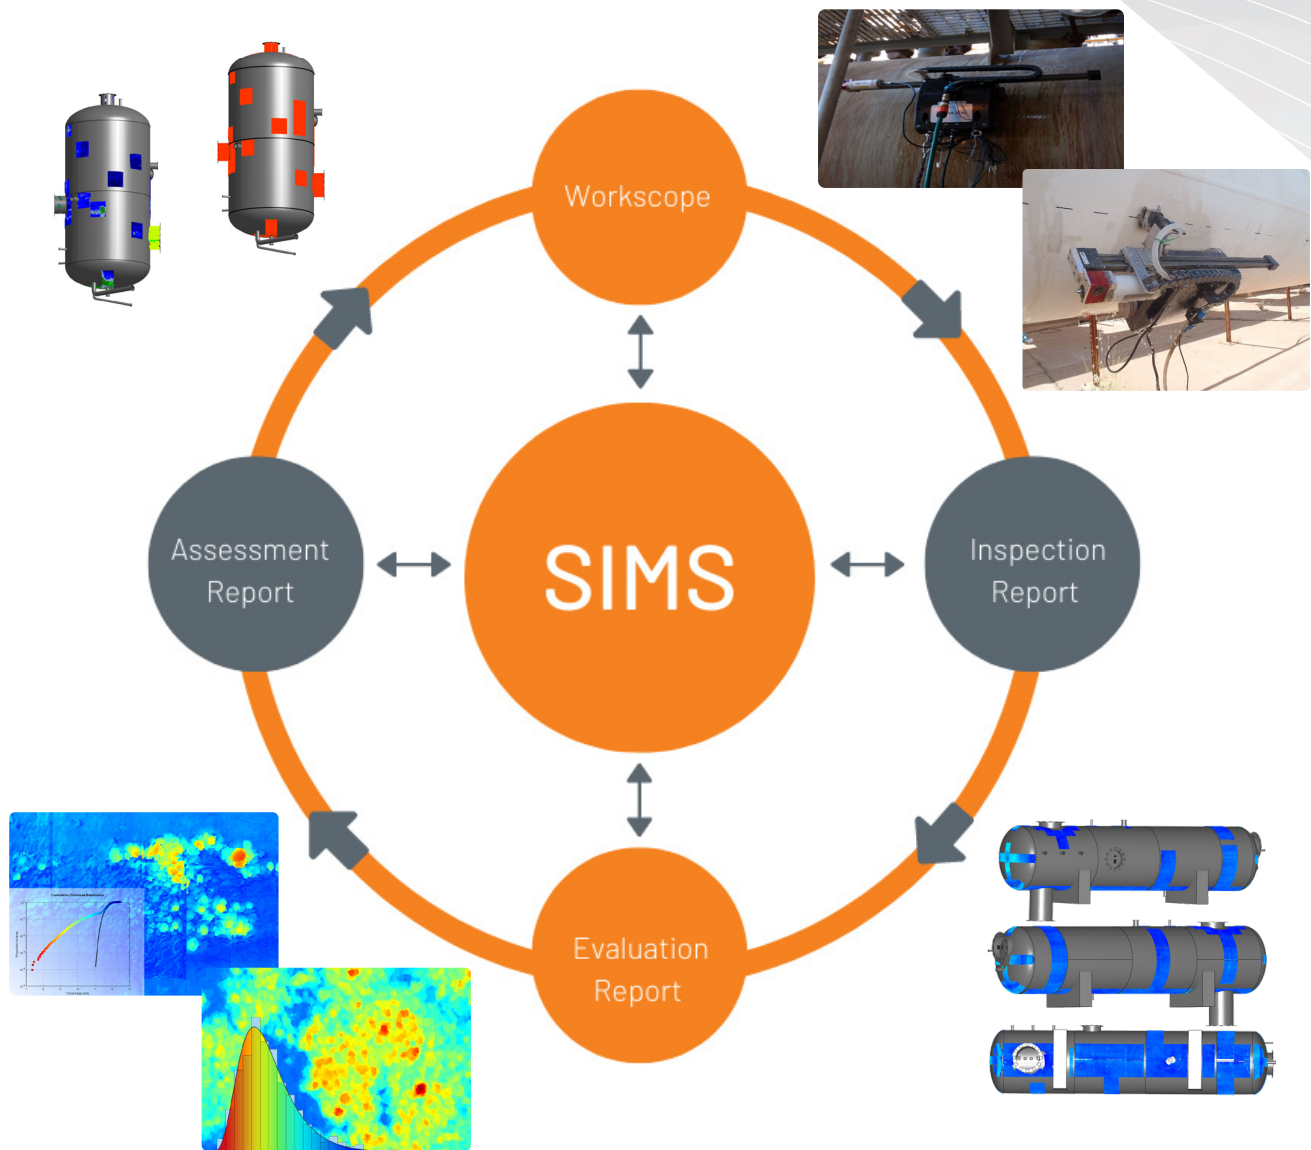 Workscope
Assessment
Report
SIMS
Inspection
Report
Evaluation
Report